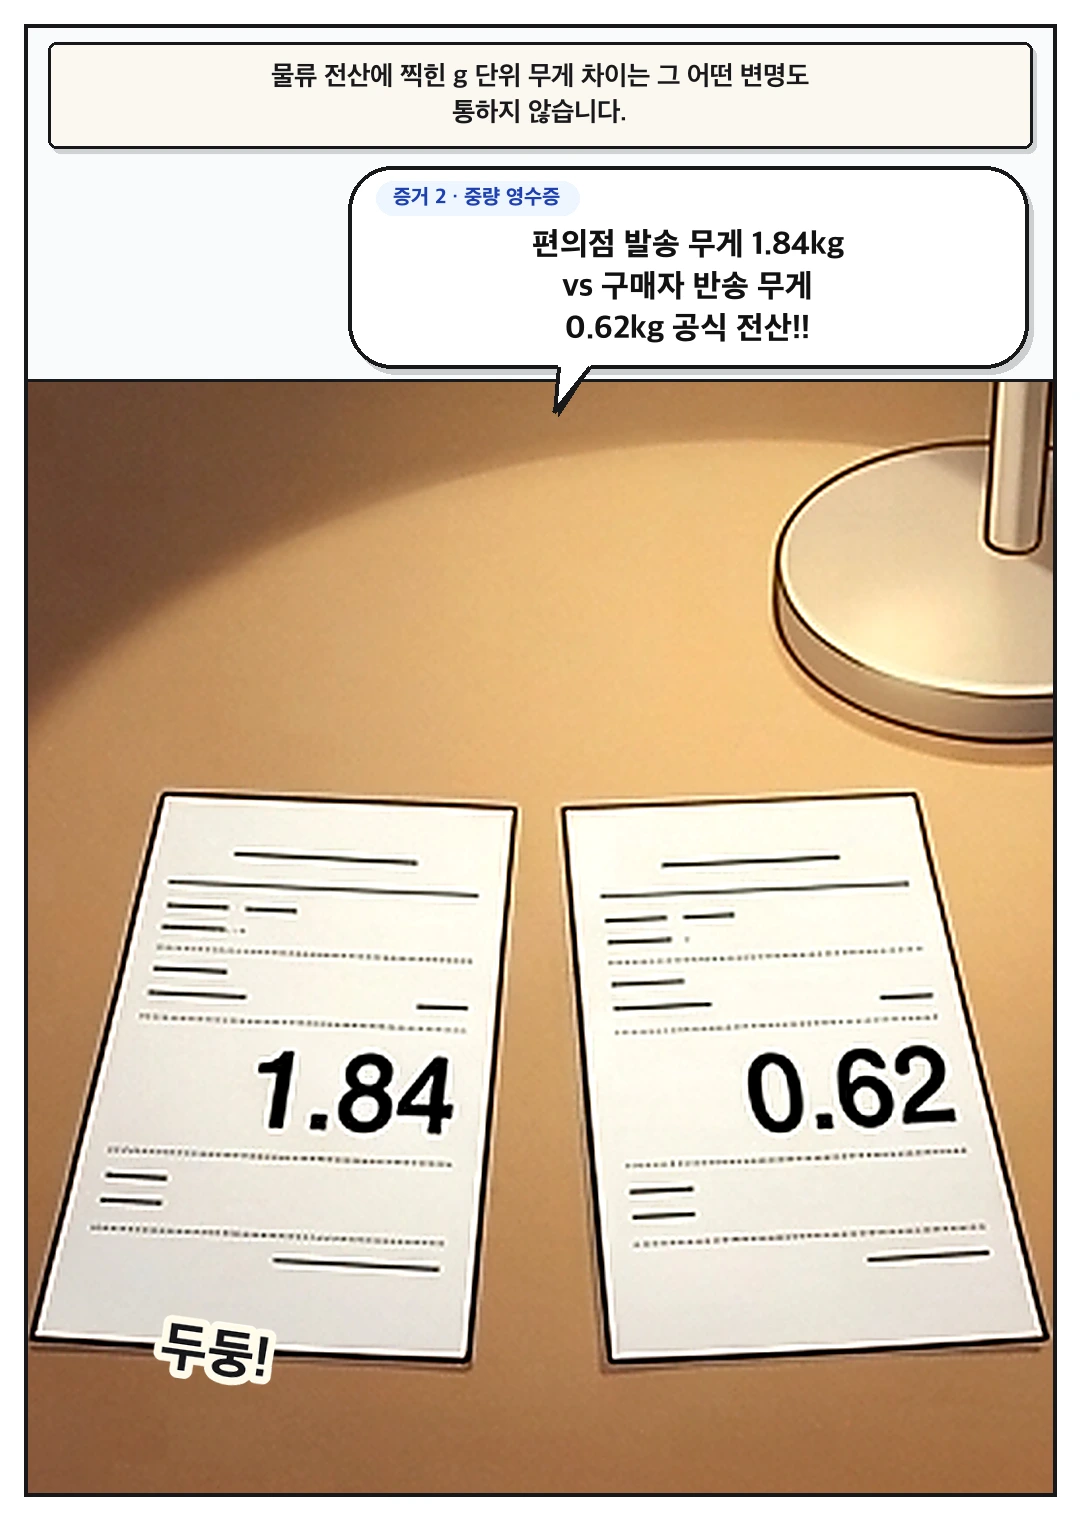 물류 전산에 찍힌 g 단위 무게 차이는 그 어떤 변명도
통하지 않습니다.
증거 2 · 중량 영수증
편의점 발송 무게 1.84kg
vs 구매자 반송 무게
0.62kg 공식 전산!!
1.84
0.62
두둥!